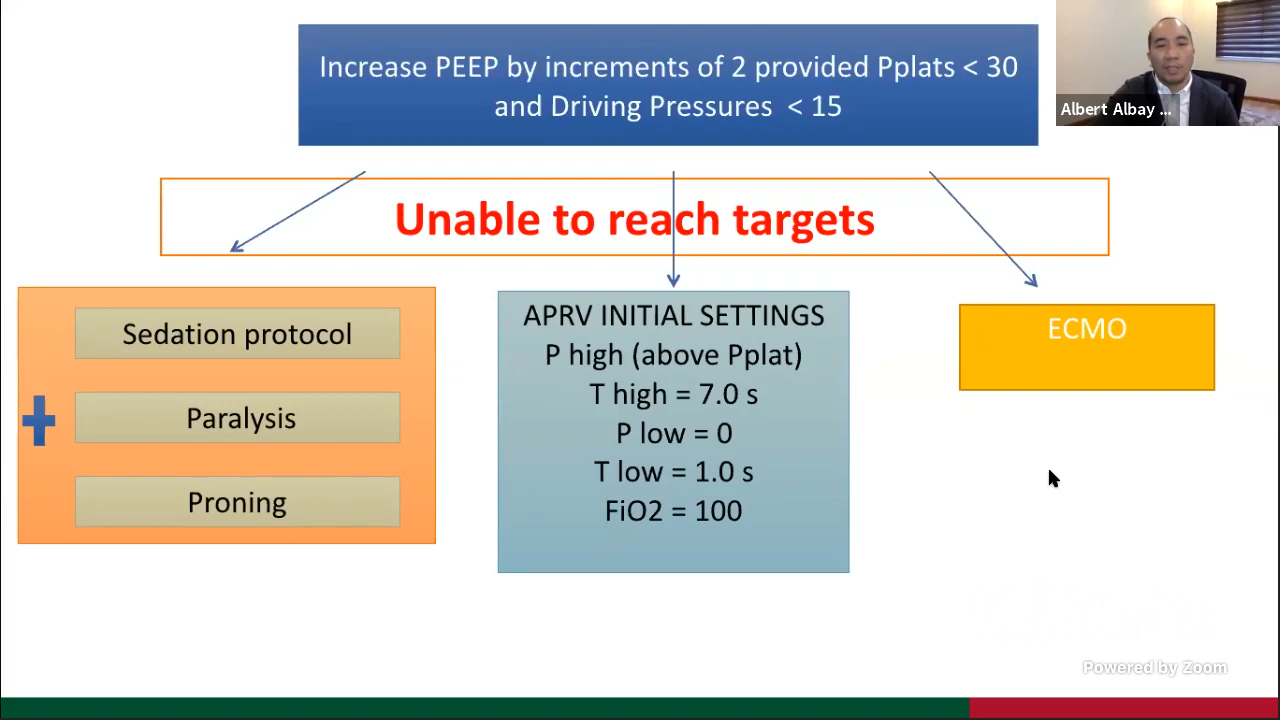 Increase PEEP by increments of 2 provided Pplats < 30
and Driving Pressures < 15
Albert Albay ...
Unable to reach targets
Sedation protocol
Paralysis
Proning
APRV INITIAL SETTINGS
P high (above Pplat)
T high = 7.0 s
P low = 0
T low = 1.0 s
FiO2 = 100
ECMO
Powered by Zoom